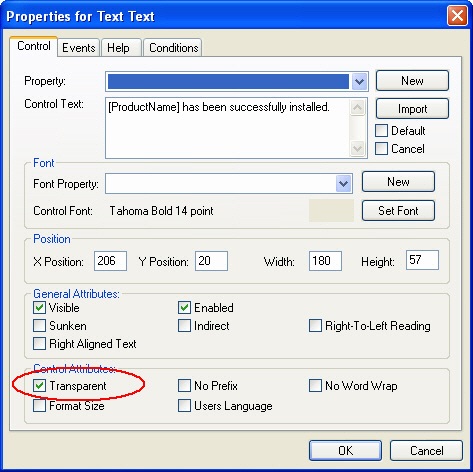 Properties for Text Text
Control Events Help Conditions
Property: New
Control Text: [ProductName] has been successfully installed. Import
Default
Cancel
Font
Font Property: New
Control Font: Tahoma Bold 14 point Set Font
Position
X Position: 206 Y Position: 20 Width: 180 Height: 57
General Attributes:
Visible Enabled
Sunken Indirect Right-To-Left Reading
Right Aligned Text
Control Attributes:
Transparent No Prefix No Word Wrap
Format Size Users Language
OK Cancel